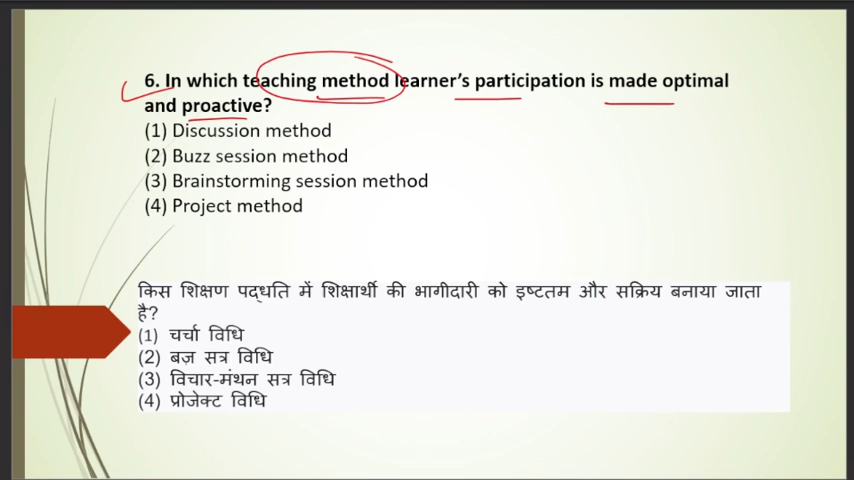 6. In which teaching method learner's participation is made optimal
and proactive?
(1) Discussion method
(2) Buzz session method
(3) Brainstorming session method
(4) Project method
किस शिक्षण पद्धति में शिक्षार्थी की भागीदारी को इष्टतम और सक्रिय बनाया जाता
है?
(1) चर्चा विधि
(2) बज़ सत्र विधि
(3) विचार-मंथन सत्र विधि
(4) प्रोजेक्ट विधि